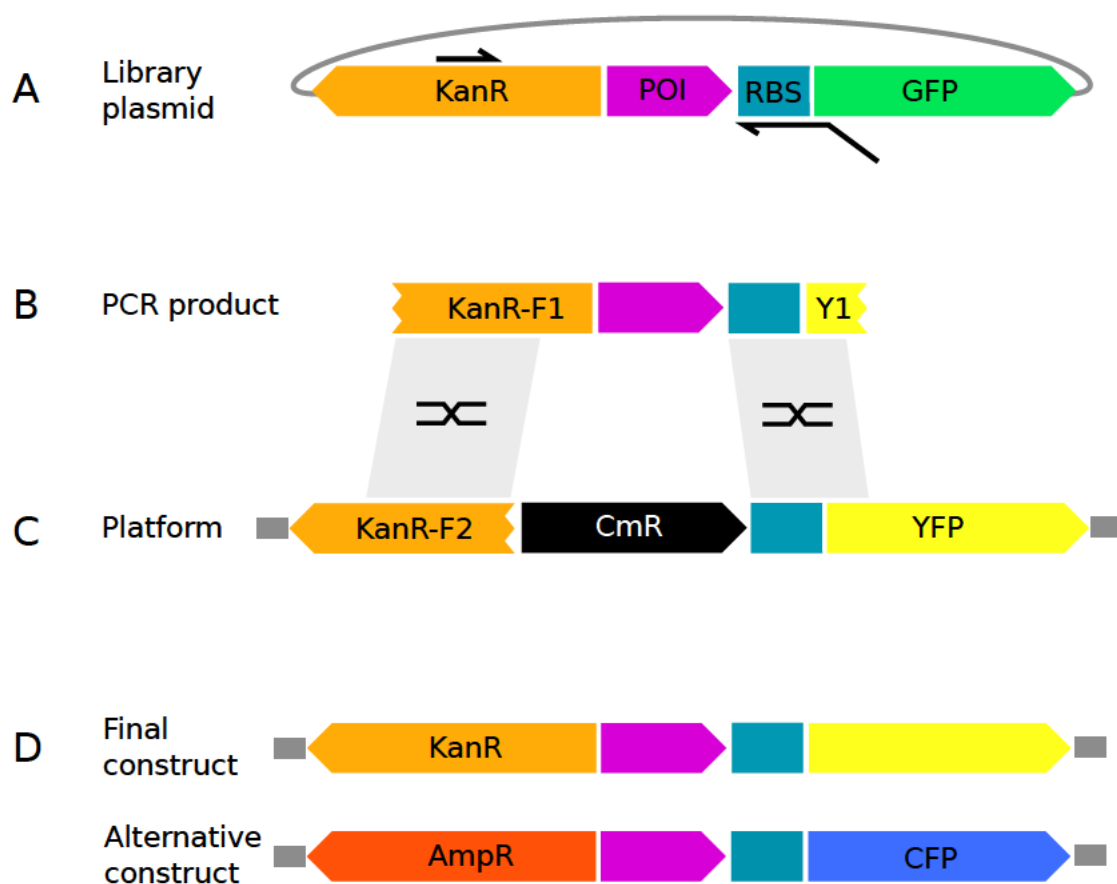 A
Library
plasmid
KanR
POI
RBS
GFP
B
PCR product
KanR-F1
Y1
C
Platform
KanR-F2
CmR
YFP
D
Final
construct
KanR
Alternative
construct
AmpR
CFP